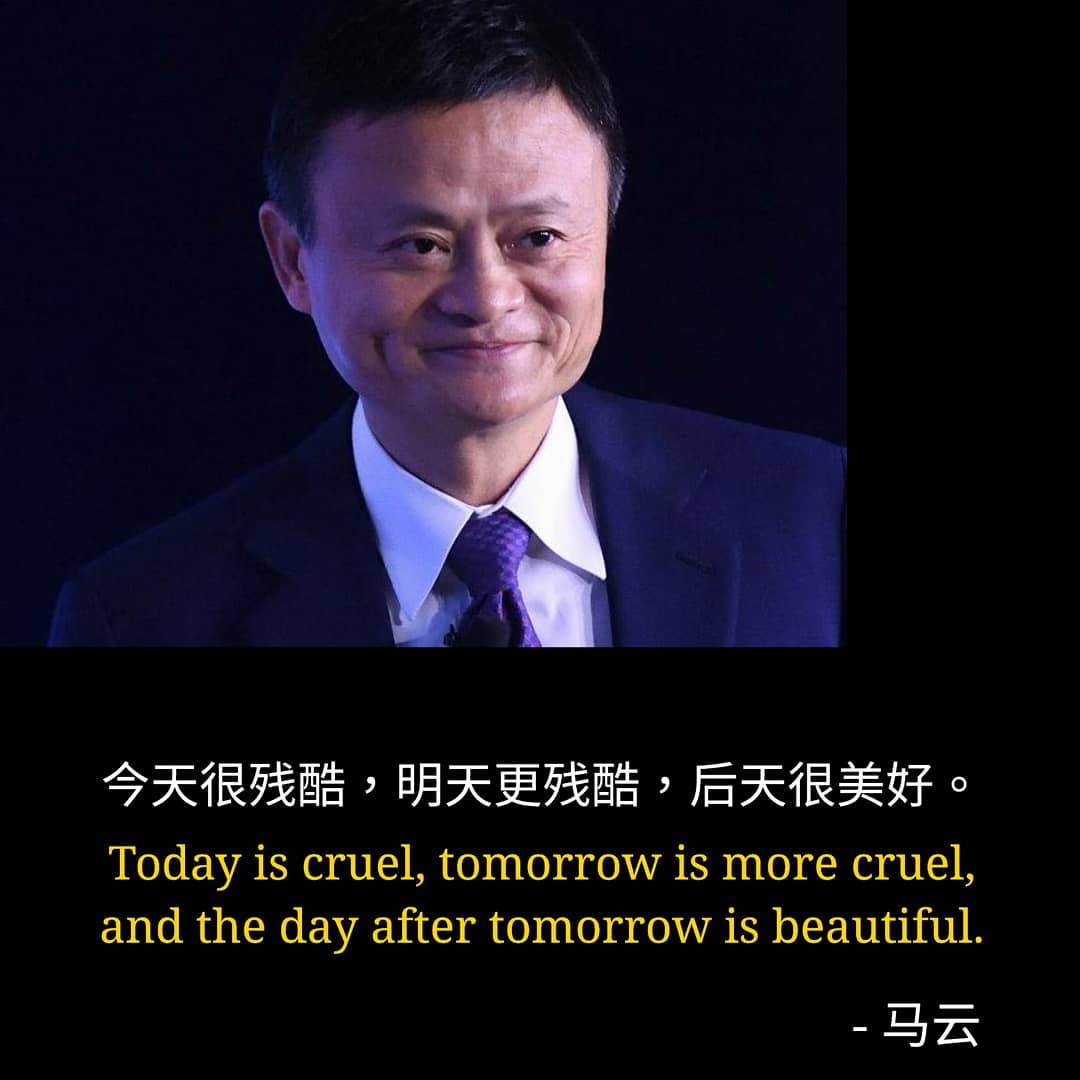 今天很残酷，明天更残酷，后天很美好。
Today is cruel, tomorrow is more cruel,
and the day after tomorrow is beautiful.
- 马云